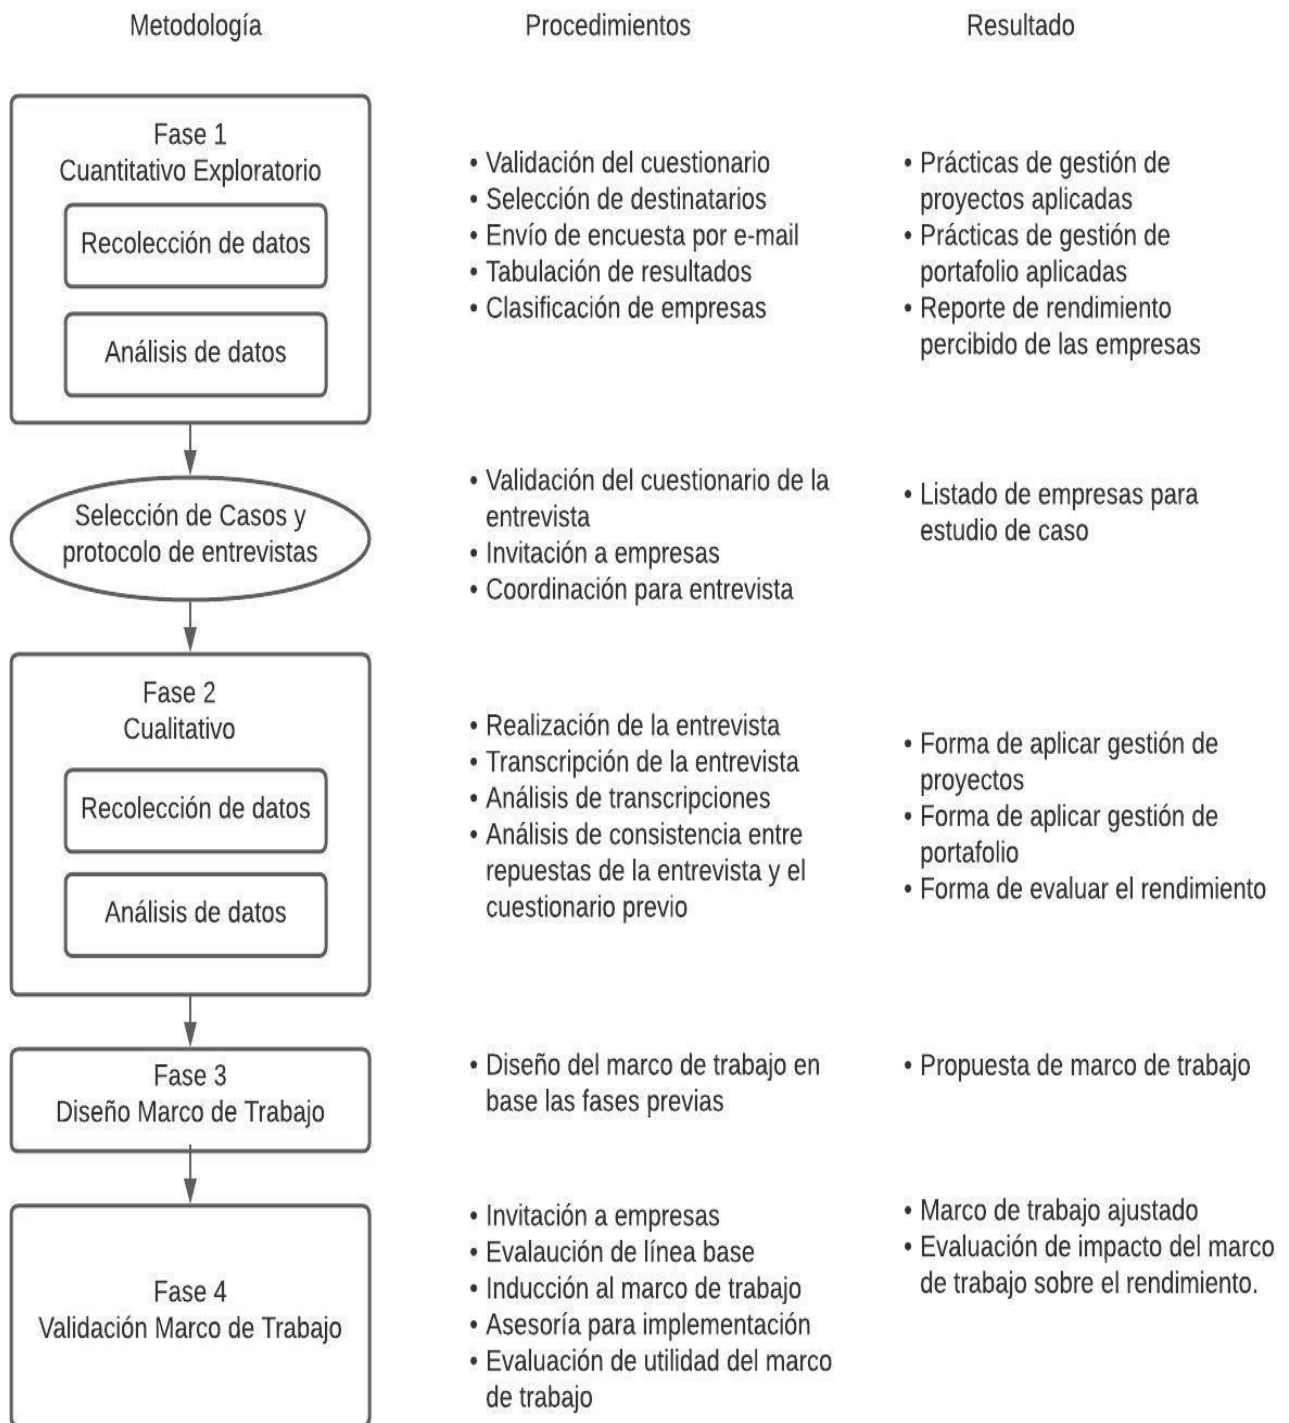 Metodología
Procedimientos
Resultado
Fase 1
Cuantitativo Exploratorio
Recolección de datos
Análisis de datos
• Validación del cuestionario
• Selección de destinatarios
• Envío de encuesta por e-mail
• Tabulación de resultados
• Clasificación de empresas
• Prácticas de gestión de
proyectos aplicadas
• Prácticas de gestión de
portafolio aplicadas
• Reporte de rendimiento
percibido de las empresas
Selección de Casos y
protocolo de entrevistas
• Validación del cuestionario de la
entrevista
• Invitación a empresas
• Coordinación para entrevista
• Listado de empresas para
estudio de caso
Fase 2
Cualitativo
Recolección de datos
Análisis de datos
• Realización de la entrevista
• Transcripción de la entrevista
• Análisis de transcripciones
• Análisis de consistencia entre
repuestas de la entrevista y el
cuestionario previo
• Forma de aplicar gestión de
proyectos
• Forma de aplicar gestión de
portafolio
• Forma de evaluar el rendimiento
Fase 3
Diseño Marco de Trabajo
• Diseño del marco de trabajo en
base las fases previas
• Propuesta de marco de trabajo
Fase 4
Validación Marco de Trabajo
• Invitación a empresas
• Evalaución de línea base
• Inducción al marco de trabajo
• Asesoría para implementación
• Evaluación de utilidad del marco
de trabajo
• Marco de trabajo ajustado
• Evaluación de impacto del marco
de trabajo sobre el rendimiento.